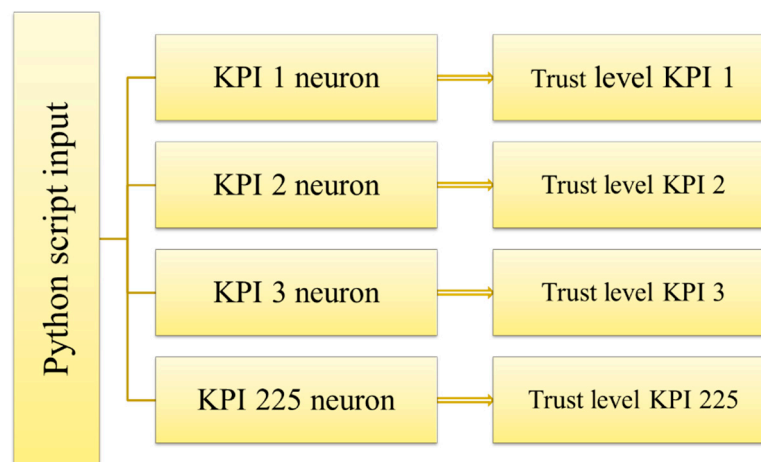 Python script input
KPI 1 neuron
Trust level KPI 1
KPI 2 neuron
Trust level KPI 2
KPI 3 neuron
Trust level KPI 3
KPI 225 neuron
Trust level KPI 225